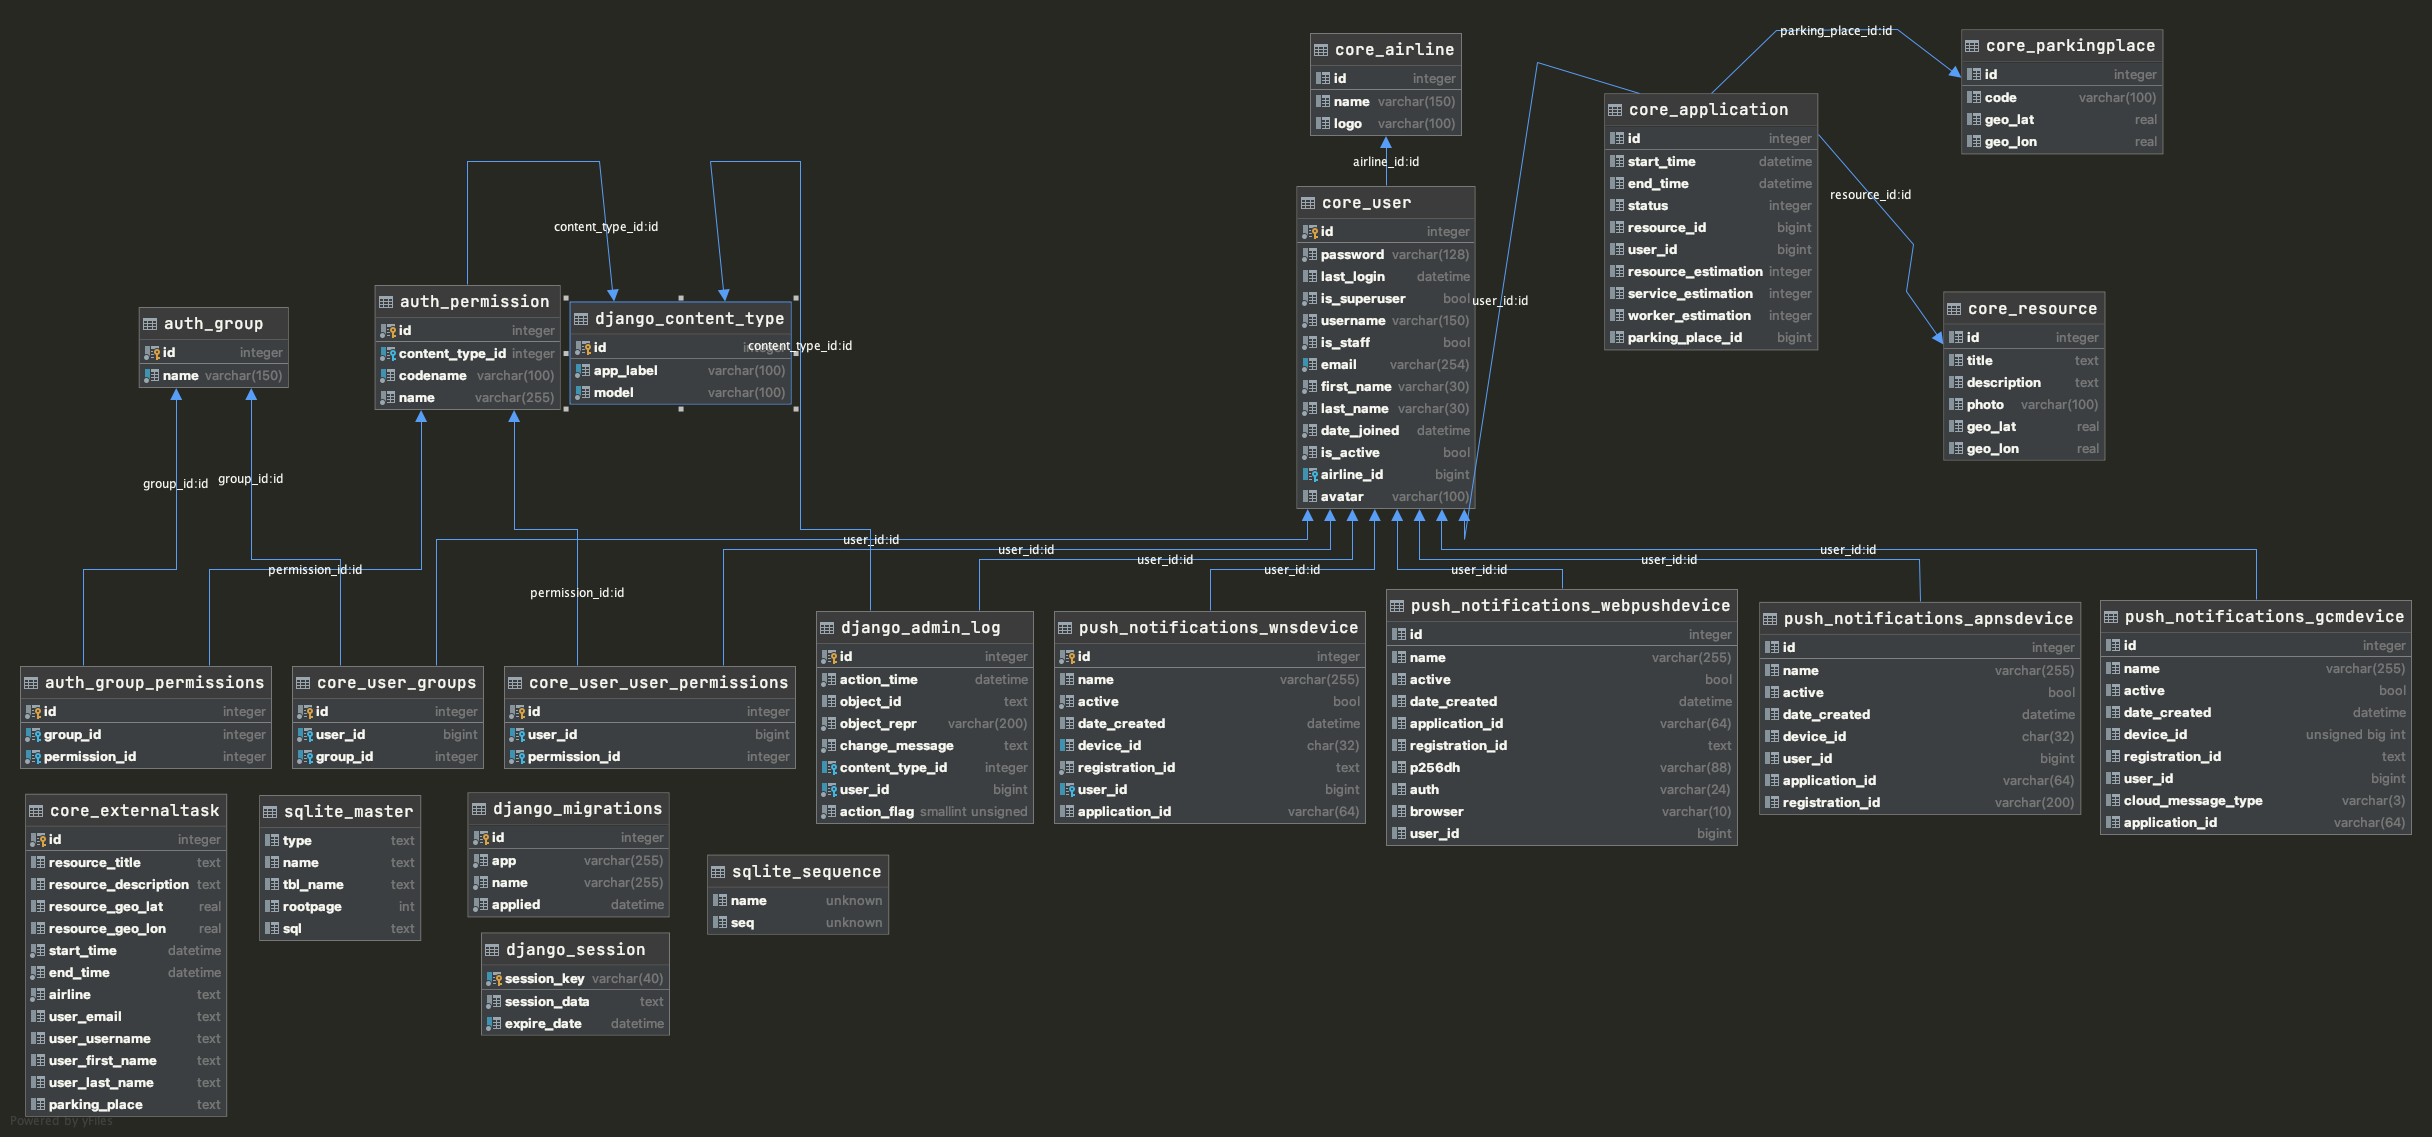 core_airline
id integer
name varchar(150)
logo varchar(100)
airline_id:id
parking_place_id:id
core_parkingplace
id integer
code varchar(100)
geo_lat real
geo_lon real
core_application
id integer
start_time datetime
end_time datetime
status integer
resource_id bigint
user_id bigint
resource_estimation integer
service_estimation integer
worker_estimation integer
parking_place_id bigint
resource_id:id
core_resource
id integer
title text
description text
photo varchar(100)
geo_lat real
geo_lon real
core_user
id integer
password varchar(128)
last_login datetime
is_superuser bool
username varchar(150)
is_staff bool
email varchar(254)
first_name varchar(30)
last_name varchar(30)
date_joined datetime
is_active bool
airline_id bigint
avatar varchar(100)
user_id:id
content_type_id:id
auth_group
id integer
name varchar(150)
auth_permission
id integer
content_type_id integer
codename varchar(100)
name varchar(255)
django_content_type
id integer
app_label varchar(100)
model varchar(100)
content_type_id:id
group_id:id
group_id:id
permission_id:id
permission_id:id
user_id:id
user_id:id
user_id:id
user_id:id
user_id:id
user_id:id
user_id:id
auth_group_permissions
id integer
group_id integer
permission_id integer
core_user_groups
id integer
user_id bigint
group_id integer
core_user_user_permissions
id integer
user_id bigint
permission_id integer
django_admin_log
id integer
action_time datetime
object_id text
object_repr varchar(200)
change_message text
content_type_id integer
user_id bigint
action_flag smallint unsigned
push_notifications_wnsdevice
id integer
name varchar(255)
active bool
date_created datetime
device_id char(32)
registration_id text
user_id bigint
application_id varchar(64)
push_notifications_webpushdevice
id integer
name varchar(255)
active bool
date_created datetime
application_id varchar(64)
registration_id text
p256dh varchar(88)
auth varchar(24)
browser varchar(10)
user_id bigint
push_notifications_apnsdevice
id integer
name varchar(255)
active bool
date_created datetime
device_id char(32)
user_id bigint
application_id varchar(64)
registration_id varchar(200)
push_notifications_gcmdevice
id integer
name varchar(255)
active bool
date_created datetime
device_id unsigned big int
registration_id text
user_id bigint
cloud_message_type varchar(3)
application_id varchar(64)
core_externaltask
id integer
resource_title text
resource_description text
resource_geo_lat real
resource_geo_lon real
start_time datetime
end_time datetime
airline text
user_email text
user_username text
user_first_name text
user_last_name text
parking_place text
sqlite_master
type text
name text
tbl_name text
rootpage int
sql text
django_migrations
id integer
app varchar(255)
name varchar(255)
applied datetime
django_session
session_key varchar(40)
session_data text
expire_date datetime
sqlite_sequence
name unknown
seq unknown
Powered by yFiles